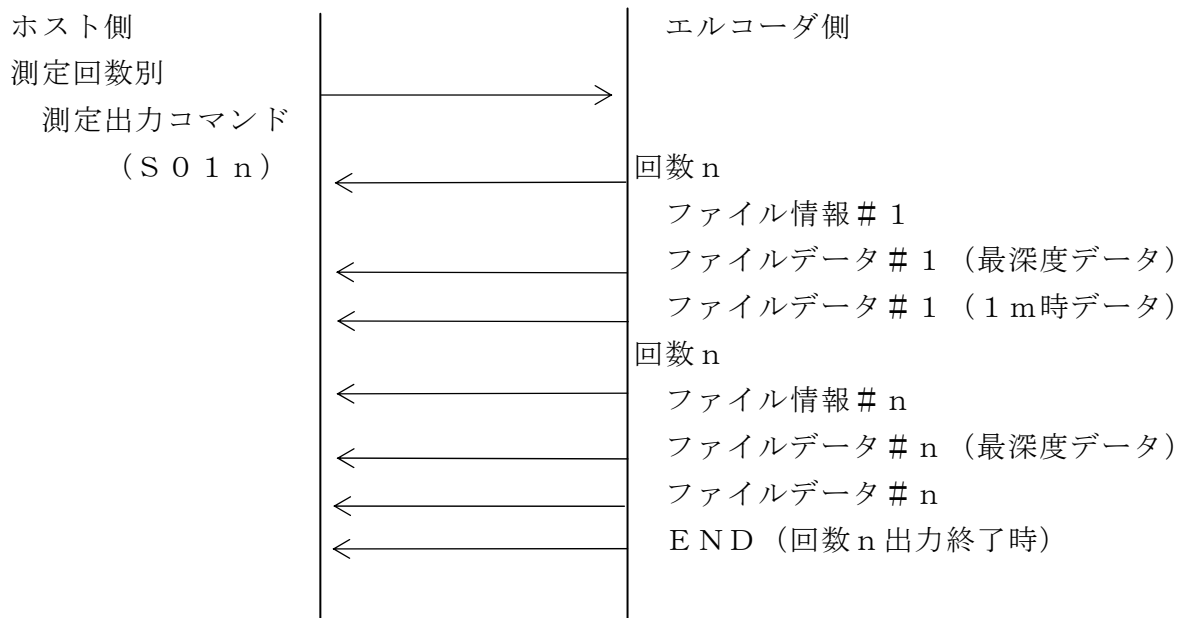 ホスト側
エルコーダ側
測定回数別
測定出力コマンド
（Ｓ０１ｎ）
回数ｎ
ファイル情報＃１
ファイルデータ＃１（最深度データ）
ファイルデータ＃１（１ｍ時データ）
回数ｎ
ファイル情報＃ｎ
ファイルデータ＃ｎ（最深度データ）
ファイルデータ＃ｎ
ＥＮＤ（回数ｎ出力終了時）